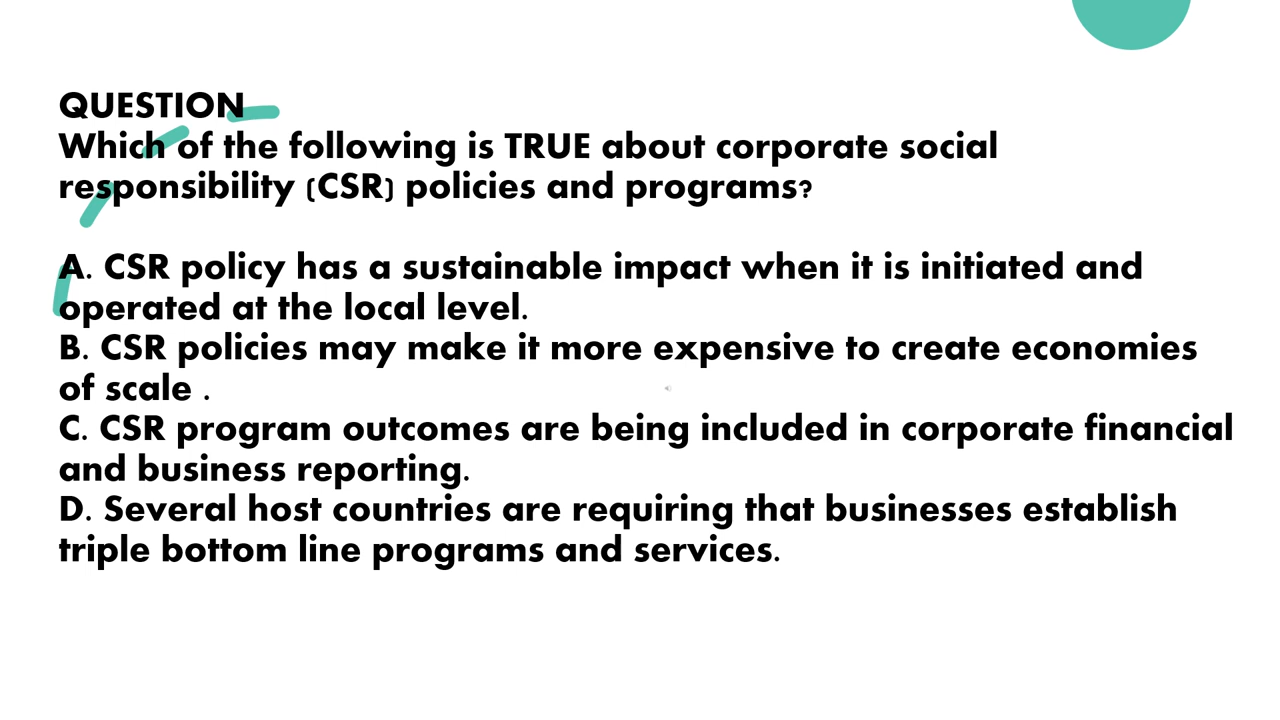 QUESTION
Which of the following is TRUE about corporate social
responsibility (CSR) policies and programs?
A. CSR policy has a sustainable impact when it is initiated and
operated at the local level.
B. CSR policies may make it more expensive to create economies
of scale .
C. CSR program outcomes are being included in corporate financial
and business reporting.
D. Several host countries are requiring that businesses establish
triple bottom line programs and services.